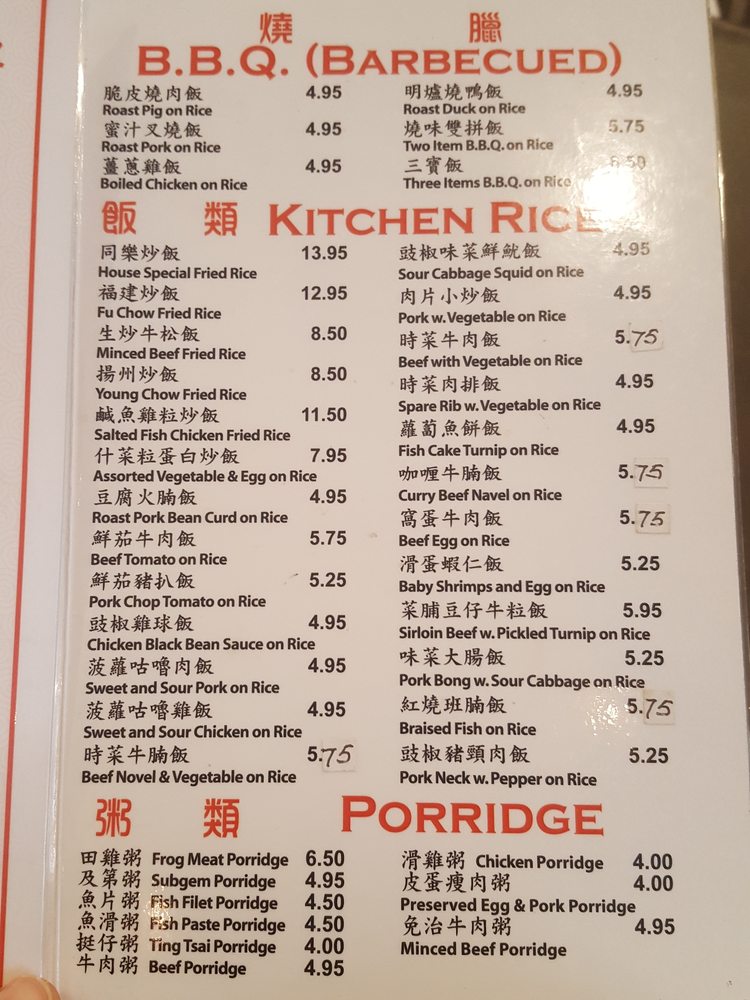 燒 臘
B.B.Q. (BARBECUED)
脆皮燒肉飯 4.95
Roast Pig on Rice
蜜汁叉燒飯 4.95
Roast Pork on Rice
薑蔥雞飯 4.95
Boiled Chicken on Rice
明爐燒鴨飯 4.95
Roast Duck on Rice
燒味雙拼飯 5.75
Two Item B.B.Q. on Rice
三寶飯 6.50
Three Items B.B.Q. on Rice
飯 類 KITCHEN RICE
同樂炒飯 13.95
House Special Fried Rice
福建炒飯 12.95
Fu Chow Fried Rice
生炒牛松飯 8.50
Minced Beef Fried Rice
揚州炒飯 8.50
Young Chow Fried Rice
鹹魚雞粒炒飯 11.50
Salted Fish Chicken Fried Rice
什菜粒蛋白炒飯 7.95
Assorted Vegetable & Egg on Rice
豆腐火腩飯 4.95
Roast Pork Bean Curd on Rice
鮮茄牛肉飯 5.75
Beef Tomato on Rice
鮮茄豬扒飯 5.25
Pork Chop Tomato on Rice
豉椒雞球飯 4.95
Chicken Black Bean Sauce on Rice
菠蘿咕嚕肉飯 4.95
Sweet and Sour Pork on Rice
菠蘿咕嚕雞飯 4.95
Sweet and Sour Chicken on Rice
時菜牛腩飯 5.75
Beef Novel & Vegetable on Rice
豉椒味菜鮮魷飯 4.95
Sour Cabbage Squid on Rice
肉片小炒飯 4.95
Pork w. Vegetable on Rice
時菜牛肉飯 5.75
Beef with Vegetable on Rice
時菜肉排飯 4.95
Spare Rib w. Vegetable on Rice
蘿蔔魚餅飯 4.95
Fish Cake Turnip on Rice
咖喱牛腩飯 5.75
Curry Beef Navel on Rice
窩蛋牛肉飯 5.75
Beef Egg on Rice
滑蛋蝦仁飯 5.25
Baby Shrimps and Egg on Rice
菜脯豆仔牛粒飯 5.95
Sirloin Beef w. Pickled Turnip on Rice
味菜大腸飯 5.25
Pork Bong w. Sour Cabbage on Rice
紅燒班腩飯 5.75
Braised Fish on Rice
豉椒豬頸肉飯 5.25
Pork Neck w. Pepper on Rice
粥 類 PORRIDGE
田雞粥 Frog Meat Porridge 6.50
及第粥 Subgem Porridge 4.95
魚片粥 Fish Filet Porridge 4.50
魚滑粥 Fish Paste Porridge 4.50
挺仔粥 Ting Tsai Porridge 4.00
牛肉粥 Beef Porridge 4.95
滑雞粥 Chicken Porridge 4.00
皮蛋瘦肉粥 4.00
Preserved Egg & Pork Porridge
免治牛肉粥 4.95
Minced Beef Porridge